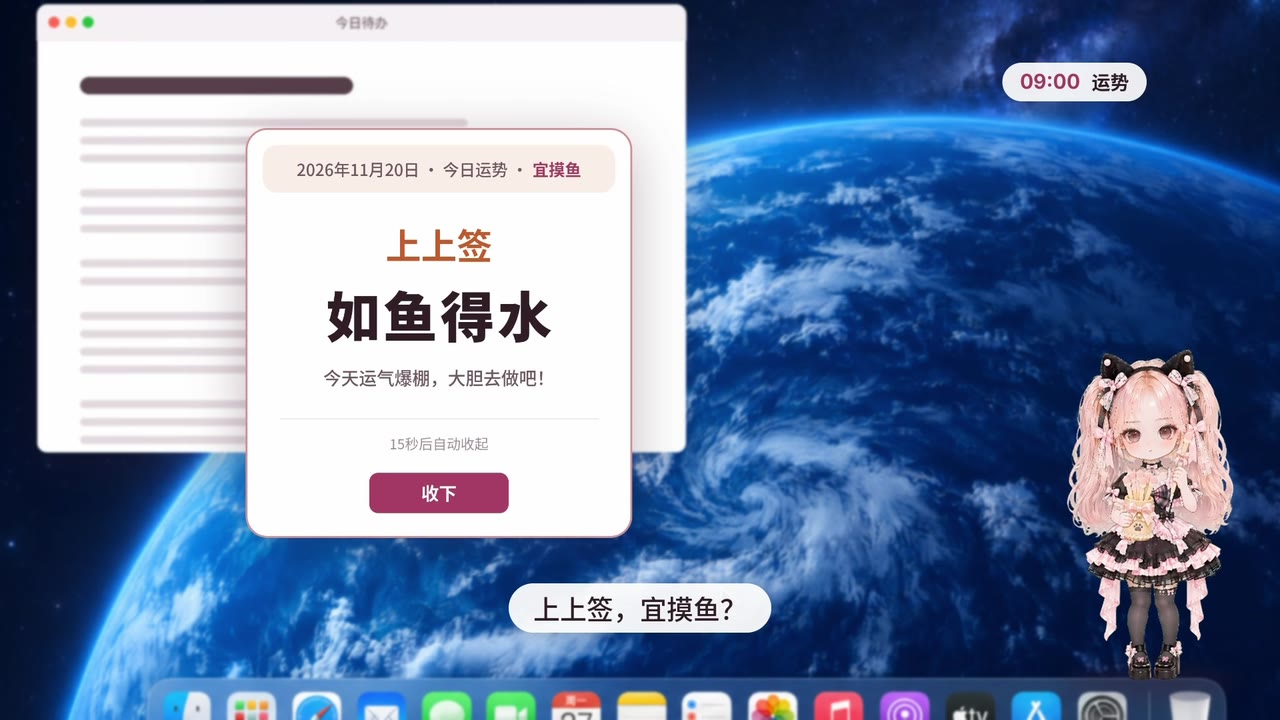 今日待办
09:00 运势
2026年11月20日 · 今日运势 · 宜摸鱼
上上签
如鱼得水
今天运气爆棚，大胆去做吧！
15秒后自动收起
收下
上上签，宜摸鱼？
周一
tv